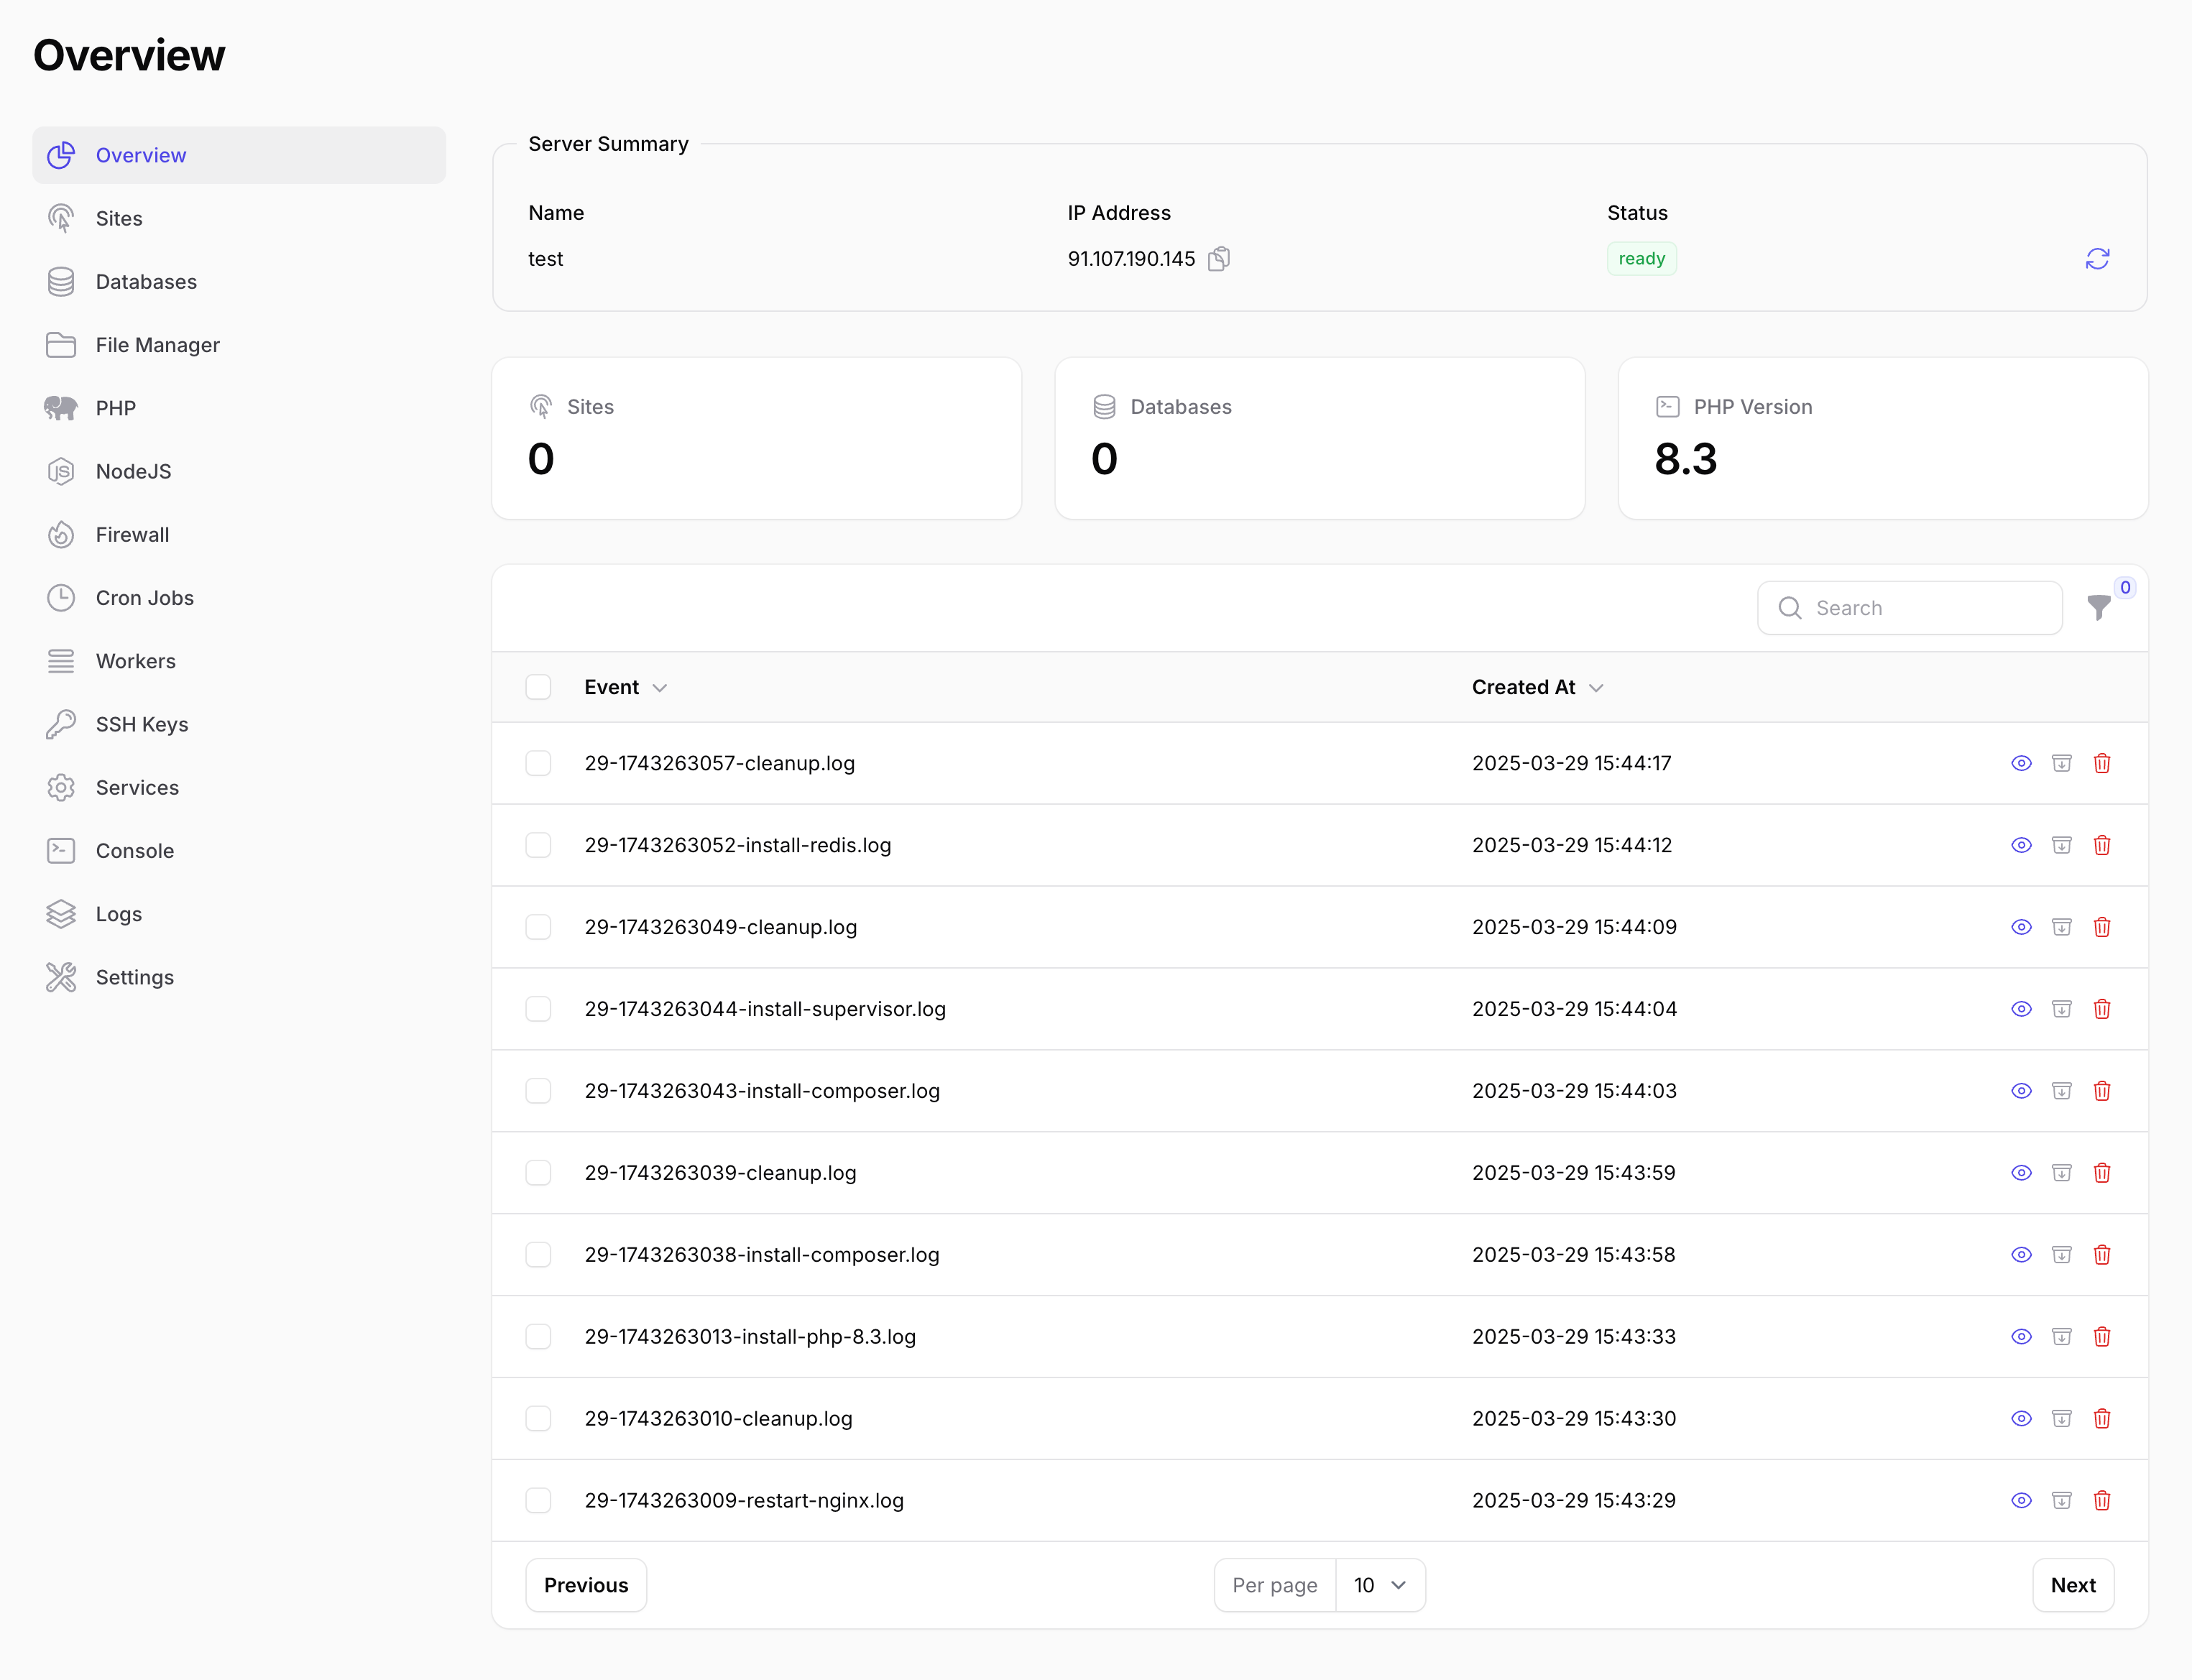 Overview
Overview
Sites
Databases
File Manager
PHP
NodeJS
Firewall
Cron Jobs
Workers
SSH Keys
Services
Console
Logs
Settings
Server Summary
Name IP Address Status
test 91.107.190.145 ready
Sites Databases PHP Version
0 0 8.3
Search 0
Event Created At
29-1743263057-cleanup.log 2025-03-29 15:44:17
29-1743263052-install-redis.log 2025-03-29 15:44:12
29-1743263049-cleanup.log 2025-03-29 15:44:09
29-1743263044-install-supervisor.log 2025-03-29 15:44:04
29-1743263043-install-composer.log 2025-03-29 15:44:03
29-1743263039-cleanup.log 2025-03-29 15:43:59
29-1743263038-install-composer.log 2025-03-29 15:43:58
29-1743263013-install-php-8.3.log 2025-03-29 15:43:33
29-1743263010-cleanup.log 2025-03-29 15:43:30
29-1743263009-restart-nginx.log 2025-03-29 15:43:29
Previous Per page 10 Next